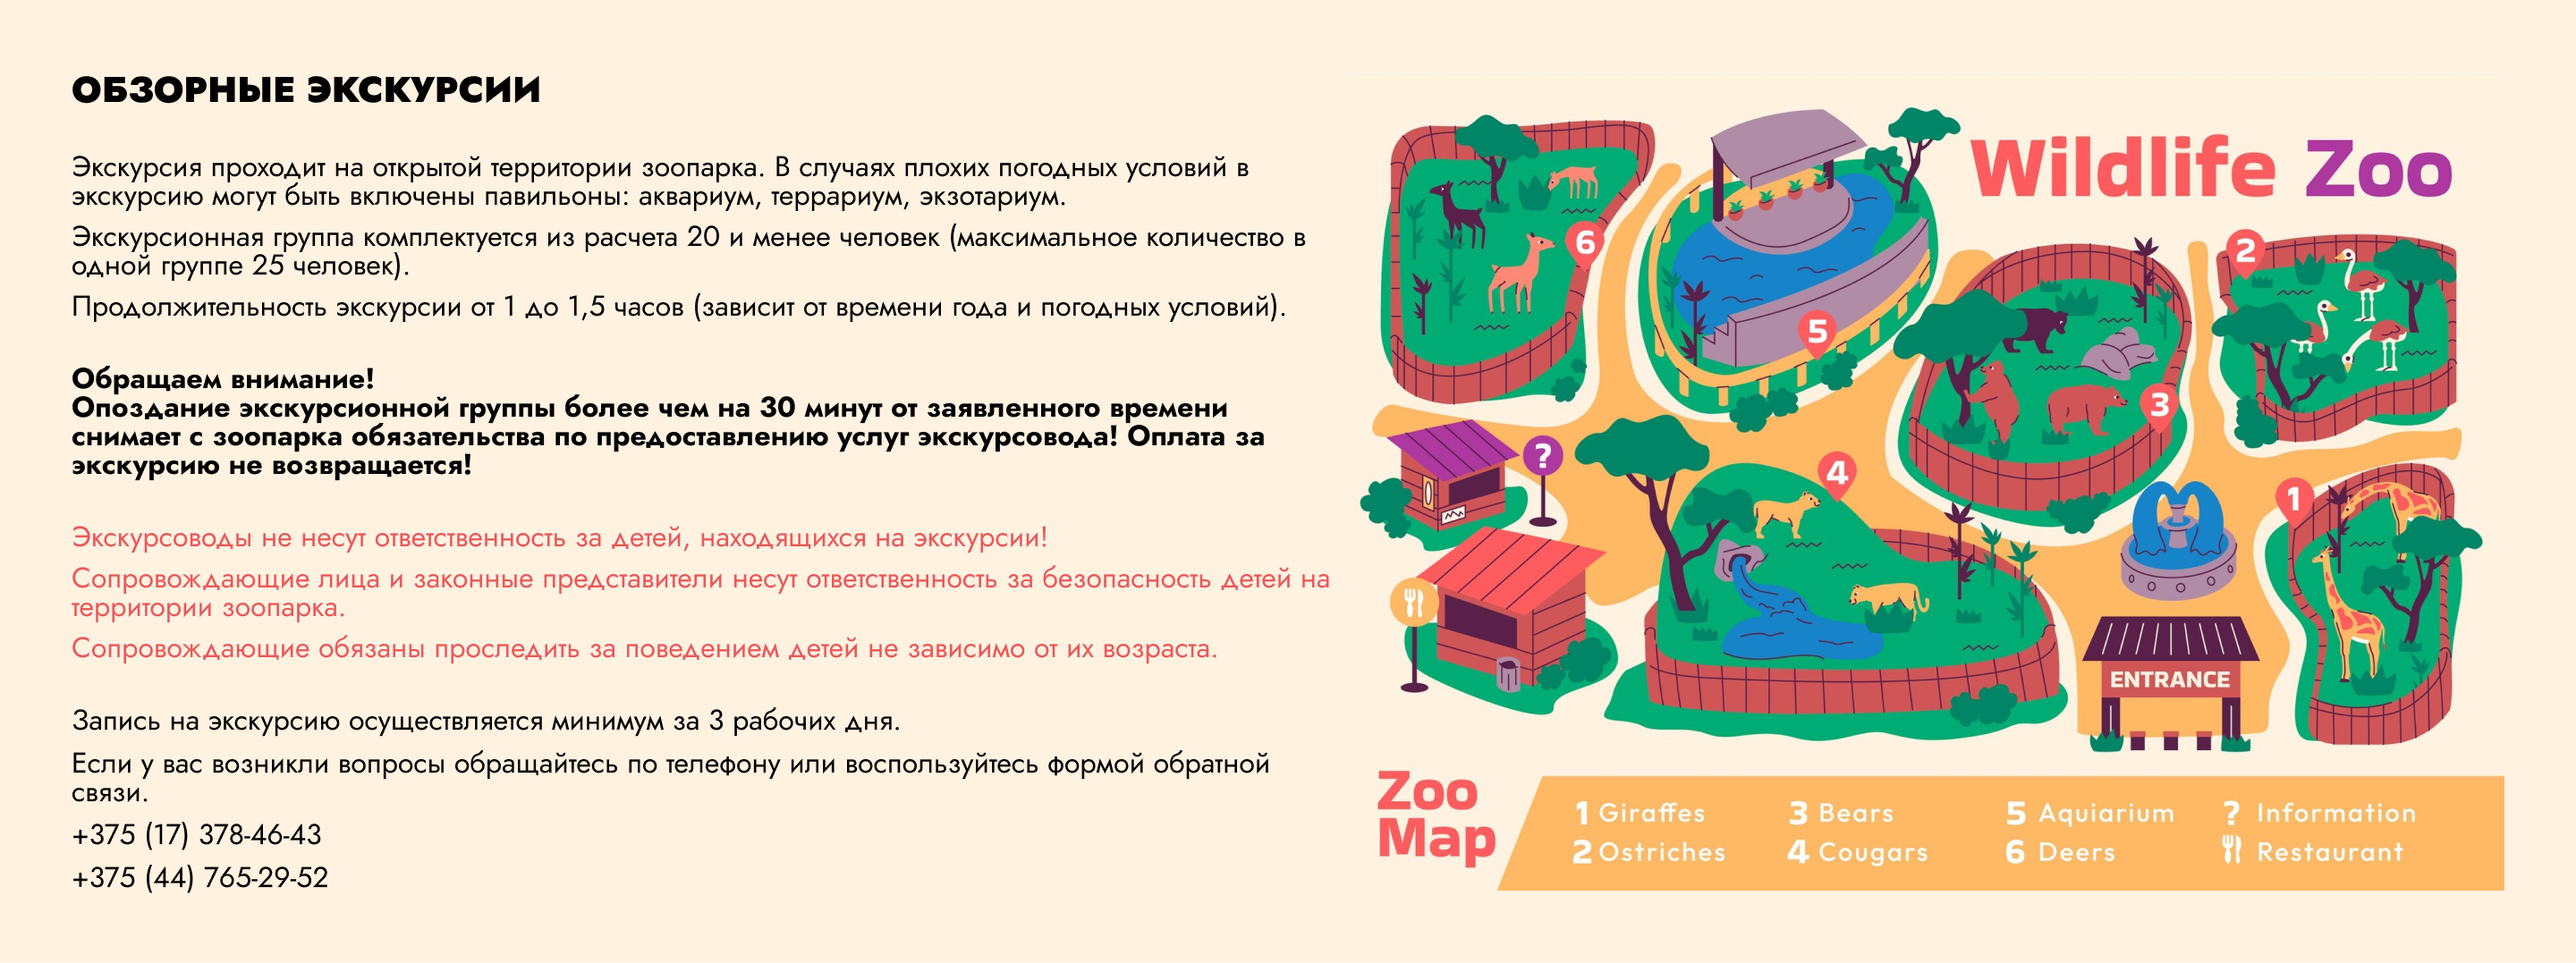 ОБЗОРНЫЕ ЭКСКУРСИИ
Экскурсия проходит на открытой территории зоопарка. В случаях плохих погодных условий в
экскурсию могут быть включены павильоны: аквариум, террариум, экзотариум.
Экскурсионная группа комплектуется из расчета 20 и менее человек (максимальное количество в
одной группе 25 человек).
Продолжительность экскурсии от 1 до 1,5 часов (зависит от времени года и погодных условий).
Обращаем внимание!
Опоздание экскурсионной группы более чем на 30 минут от заявленного времени
снимает с зоопарка обязательства по предоставлению услуг экскурсовода! Оплата за
экскурсию не возвращается!
Экскурсоводы не несут ответственность за детей, находящихся на экскурсии!
Сопровождающие лица и законные представители несут ответственность за безопасность детей на
территории зоопарка.
Сопровождающие обязаны проследить за поведением детей не зависимо от их возраста.
Запись на экскурсию осуществляется минимум за 3 рабочих дня.
Если у вас возникли вопросы обращайтесь по телефону или воспользуйтесь формой обратной
связи.
+375 (17) 378-46-43
+375 (44) 765-29-52
Wildlife Zoo
6
2
5
3
?
4
1
ENTRANCE
Zoo
Map
1 Giraffes
2 Ostriches
3 Bears
4 Cougars
5 Aquiarium
6 Deers
? Information
Restaurant